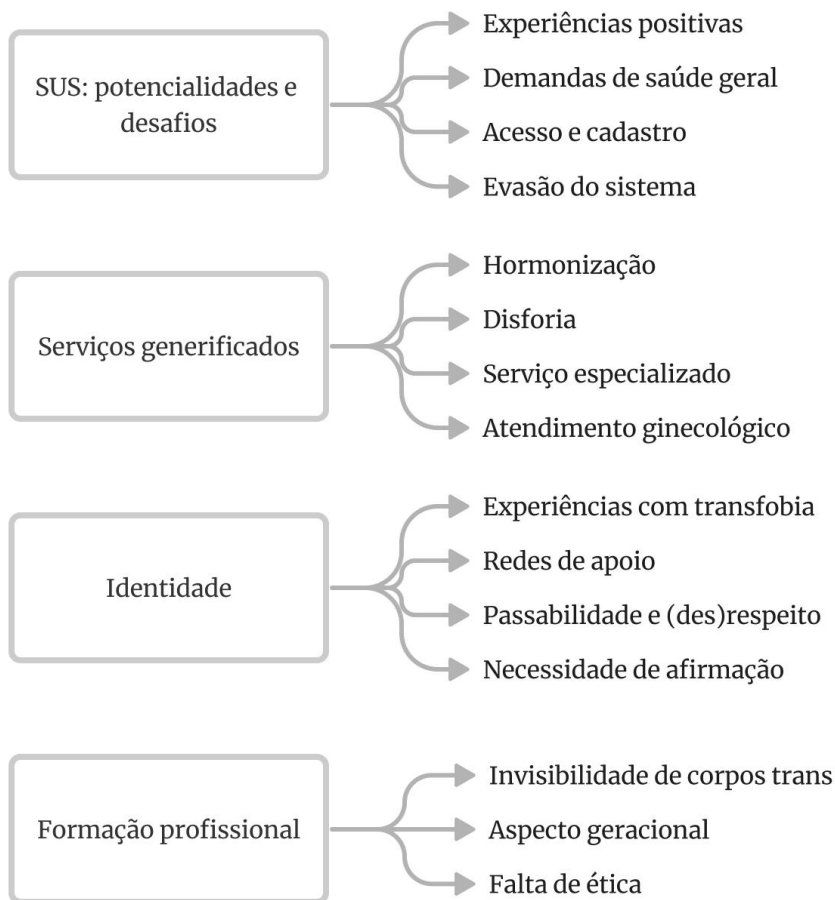 SUS: potencialidades e
desafios
Experiências positivas
Demandas de saúde geral
Acesso e cadastro
Evasão do sistema
Serviços generificados
Hormonização
Disforia
Serviço especializado
Atendimento ginecológico
Identidade
Experiências com transfobia
Redes de apoio
Passabilidade e (des)respeito
Necessidade de afirmação
Formação profissional
Invisibilidade de corpos trans
Aspecto geracional
Falta de ética